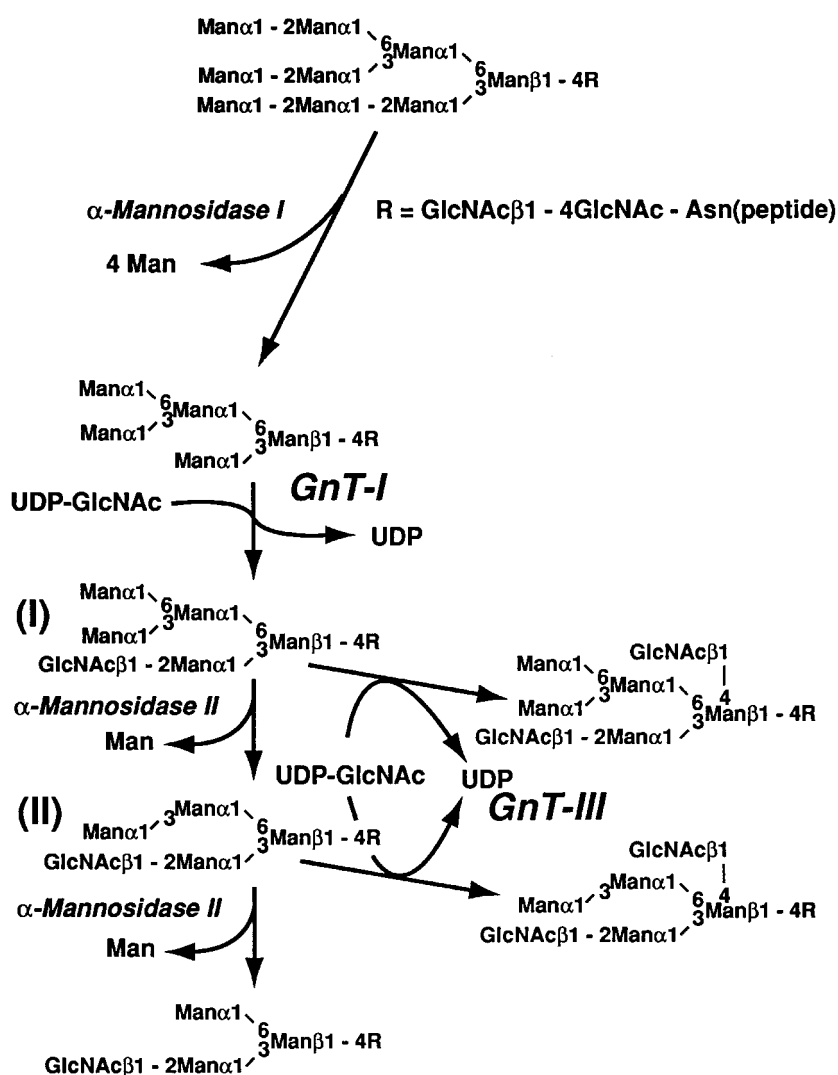 Manα1 - 2Manα1
6
Manα1
3
6
Manα1 - 2Manα1
Manβ1 - 4R
3
Manα1 - 2Manα1 - 2Manα1
α-Mannosidase I
R = GlcNAcβ1 - 4GlcNAc - Asn(peptide)
4 Man
Manα1
6
Manα1
3
Manα1
6
Manβ1 - 4R
3
Manα1
GnT-I
UDP-GlcNAc
UDP
(I)
Manα1
6
Manα1
3
Manα1
6
Manβ1 - 4R
3
GlcNAcβ1 - 2Manα1
GlcNAcβ1
Manα1
6
Manα1
3
4
Manα1
6
Manβ1 - 4R
3
GlcNAcβ1 - 2Manα1
α-Mannosidase II
Man
UDP-GlcNAc
UDP
GnT-III
(II)
3Manα1
Manα1
6
Manβ1 - 4R
3
GlcNAcβ1 - 2Manα1
GlcNAcβ1
3Manα1
4
Manα1
6
Manβ1 - 4R
3
GlcNAcβ1 - 2Manα1
α-Mannosidase II
Man
Manα1
6
Manβ1 - 4R
3
GlcNAcβ1 - 2Manα1